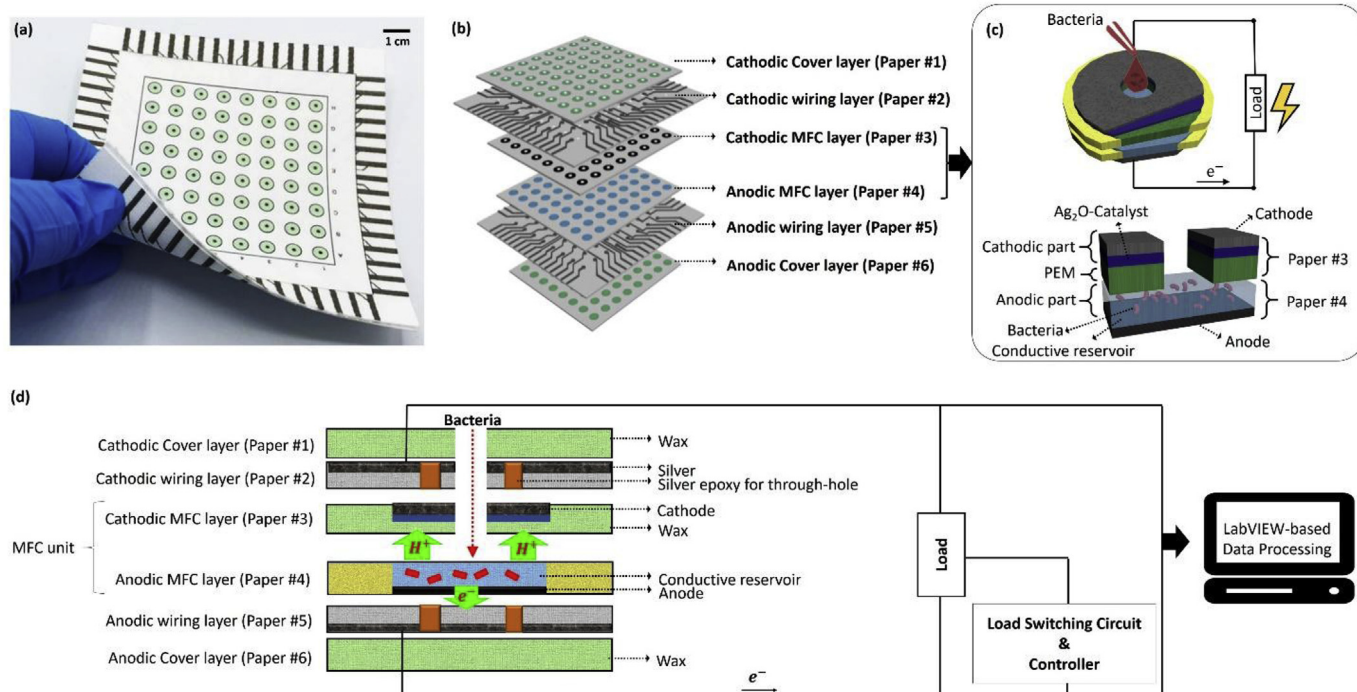 (a)
1 cm
(b)
Cathodic Cover layer (Paper #1)
Cathodic wiring layer (Paper #2)
Cathodic MFC layer (Paper #3)
Anodic MFC layer (Paper #4)
Anodic wiring layer (Paper #5)
Anodic Cover layer (Paper #6)
(c)
Bacteria
Load
e⁻
Ag₂O-Catalyst
Cathode
Cathodic part
Paper #3
PEM
Anodic part
Paper #4
Bacteria
Conductive reservoir
Anode
(d)
Bacteria
Cathodic Cover layer (Paper #1)
Wax
Cathodic wiring layer (Paper #2)
Silver
Silver epoxy for through-hole
Cathodic MFC layer (Paper #3)
Cathode
Wax
MFC unit
H⁺
H⁺
Anodic MFC layer (Paper #4)
Conductive reservoir
Anode
e⁻
Anodic wiring layer (Paper #5)
Anodic Cover layer (Paper #6)
Wax
Load
Load Switching Circuit
&
Controller
e⁻
LabVIEW-based
Data Processing